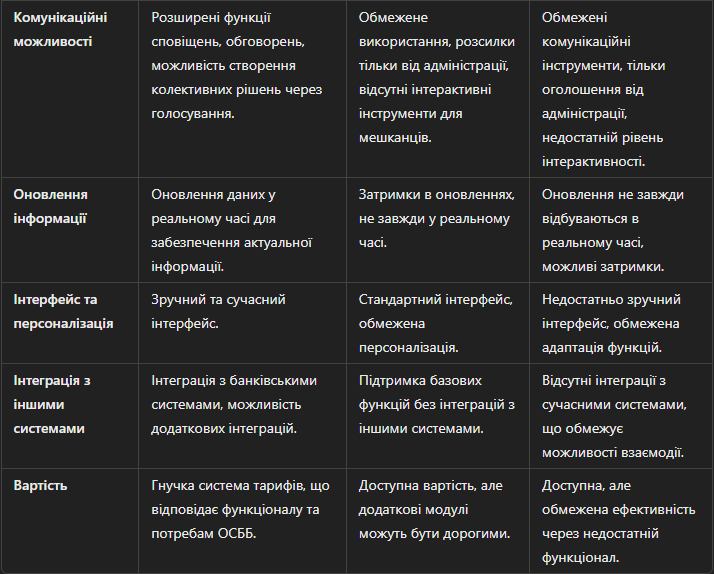 Комунікаційні можливості
Розширені функції сповіщень, обговорень, можливість створення колективних рішень через голосування.
Обмежене використання, розсилки тільки від адміністрації, відсутні інтерактивні інструменти для мешканців.
Обмежені комунікаційні інструменти, тільки оголошення від адміністрації, недостатній рівень інтерактивності.
Оновлення інформації
Оновлення даних у реальному часі для забезпечення актуальної інформації.
Затримки в оновленнях, не завжди у реальному часі.
Оновлення не завжди відбуваються в реальному часі, можливі затримки.
Інтерфейс та персоналізація
Зручний та сучасний інтерфейс.
Стандартний інтерфейс, обмежена персоналізація.
Недостатньо зручний інтерфейс, обмежена адаптація функцій.
Інтеграція з іншими системами
Інтеграція з банківськими системами, можливість додаткових інтеграцій.
Підтримка базових функцій без інтеграцій з іншими системами.
Відсутні інтеграції з сучасними системами, що обмежує можливості взаємодії.
Вартість
Гнучка система тарифів, що відповідає функціоналу та потребам ОСББ.
Доступна вартість, але додаткові модулі можуть бути дорогими.
Доступна, але обмежена ефективність через недостатній функціонал.